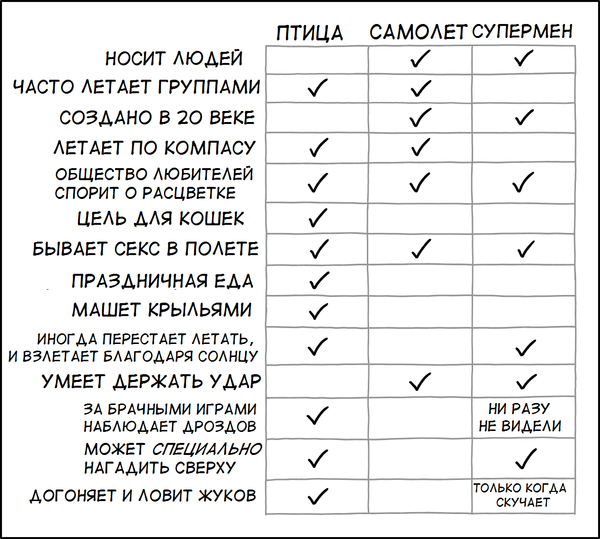 ПТИЦА САМОЛЕТ СУПЕРМЕН
НОСИТ ЛЮДЕЙ ✓ ✓
ЧАСТО ЛЕТАЕТ ГРУППАМИ ✓ ✓
СОЗДАНО В 20 ВЕКЕ ✓ ✓
ЛЕТАЕТ ПО КОМПАСУ ✓ ✓
ОБЩЕСТВО ЛЮБИТЕЛЕЙ
СПОРИТ О РАСЦВЕТКЕ ✓ ✓ ✓
ЦЕЛЬ ДЛЯ КОШЕК ✓
БЫВАЕТ СЕКС В ПОЛЕТЕ ✓ ✓ ✓
ПРАЗДНИЧНАЯ ЕДА ✓
МАШЕТ КРЫЛЬЯМИ ✓
ИНОГДА ПЕРЕСТАЕТ ЛЕТАТЬ,
И ВЗЛЕТАЕТ БЛАГОДАРЯ СОЛНЦУ ✓ ✓
УМЕЕТ ДЕРЖАТЬ УДАР ✓ ✓
ЗА БРАЧНЫМИ ИГРАМИ
НАБЛЮДАЕТ ДРОЗДОВ ✓
НИ РАЗУ
НЕ ВИДЕЛИ
МОЖЕТ СПЕЦИАЛЬНО
НАГАДИТЬ СВЕРХУ ✓ ✓
ДОГОНЯЕТ И ЛОВИТ ЖУКОВ ✓
ТОЛЬКО КОГДА
СКУЧАЕТ